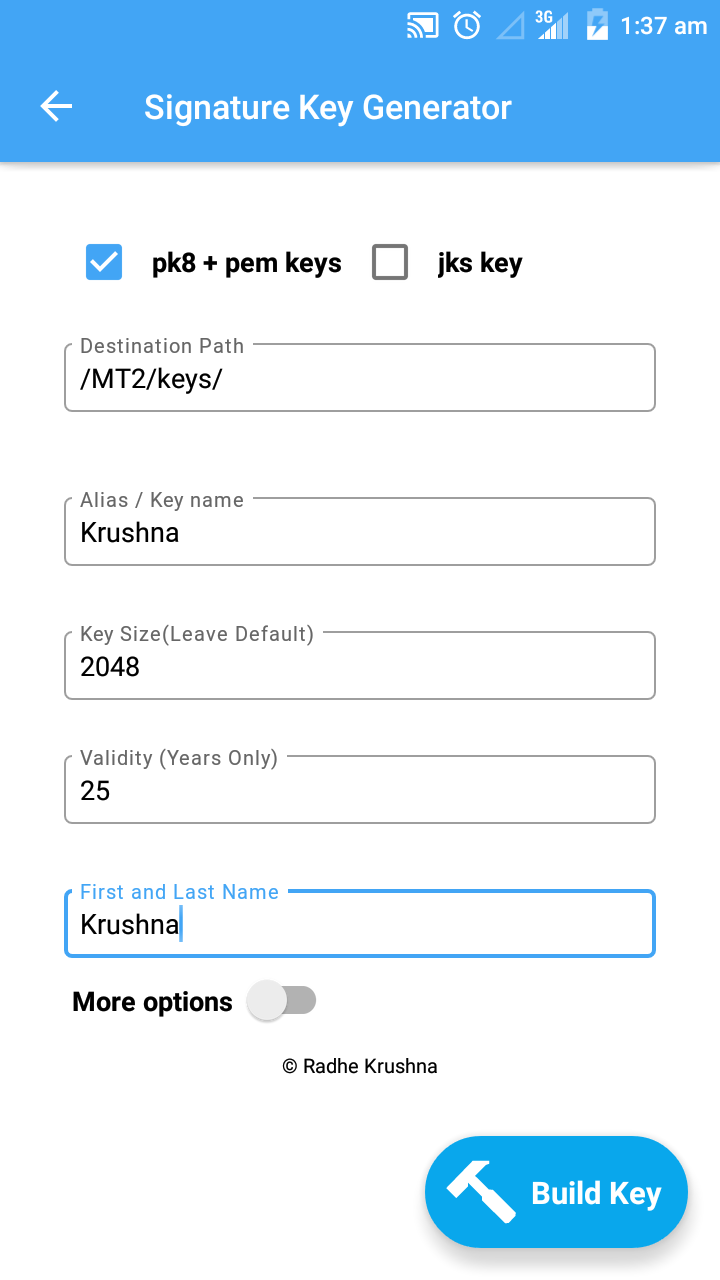 3G 1:37 am
Signature Key Generator
pk8 + pem keys jks key
Destination Path
/MT2/keys/
Alias / Key name
Krushna
Key Size(Leave Default)
2048
Validity (Years Only)
25
First and Last Name
Krushna
More options
© Radhe Krushna
Build Key